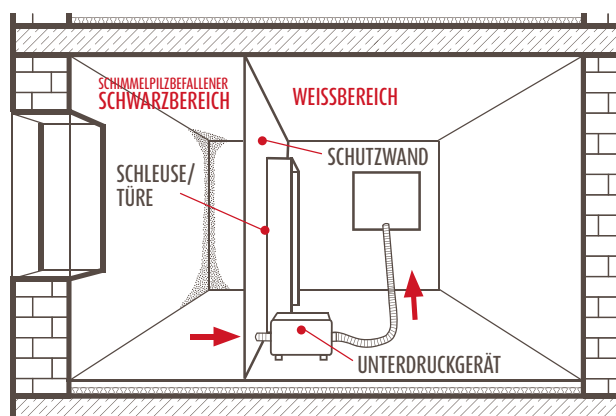 SCHIMMELPILZBEFALLENER
SCHWARZBEREICH
WEISSBEREICH
SCHUTZWAND
SCHLEUSE/
TÜRE
UNTERDRUCKGERÄT